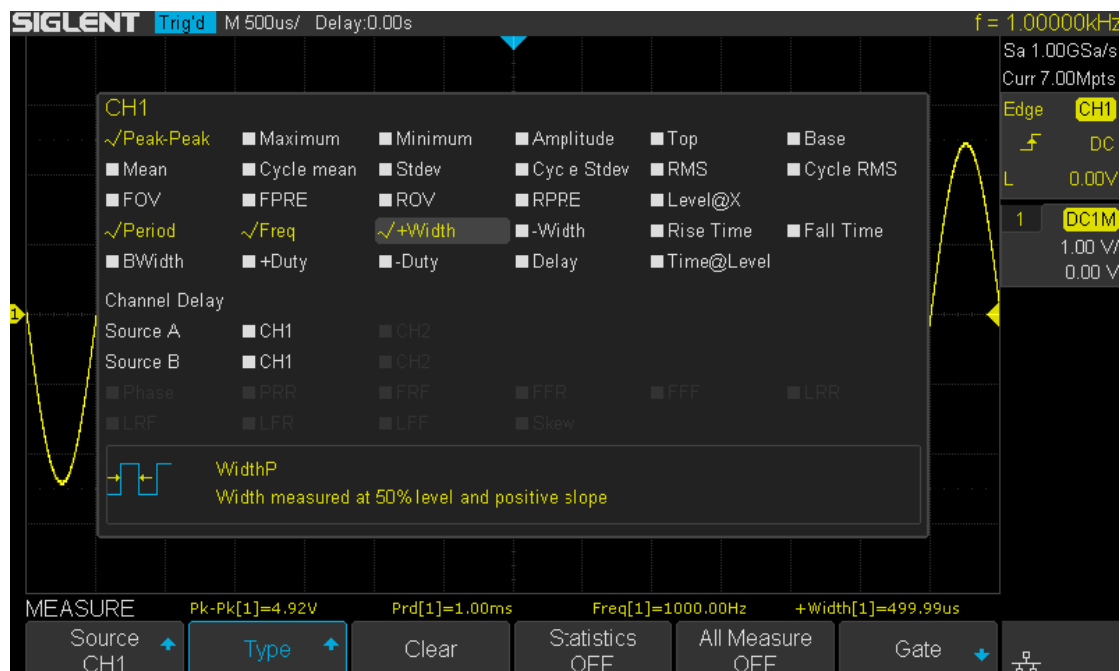 SIGLENT Trig'd M 500us/ Delay:0.00s f = 1.00000kHz
Sa 1.00GSa/s
Curr 7.00Mpts
Edge CH1
DC
L 0.00V
1 DC1M
1.00 V/
0.00 V
CH1
√Peak-Peak Maximum Minimum Amplitude Top Base
Mean Cycle mean Stdev Cyc e Stdev RMS Cycle RMS
FOV FPRE ROV RPRE Level@X
√Period √Freq √+Width -Width Rise Time Fall Time
BWidth +Duty -Duty Delay Time@Level
Channel Delay
Source A CH1 CH2
Source B CH1 CH2
Phase PRR FRF FFR FFF LRR
LRF LFR LFF Skew
WidthP
Width measured at 50% level and positive slope
1
MEASURE Pk-Pk[1]=4.92V Prd[1]=1.00ms Freq[1]=1000.00Hz +Width[1]=499.99us
Source CH1
Type
Clear
Statistics OFF
All Measure OFF
Gate